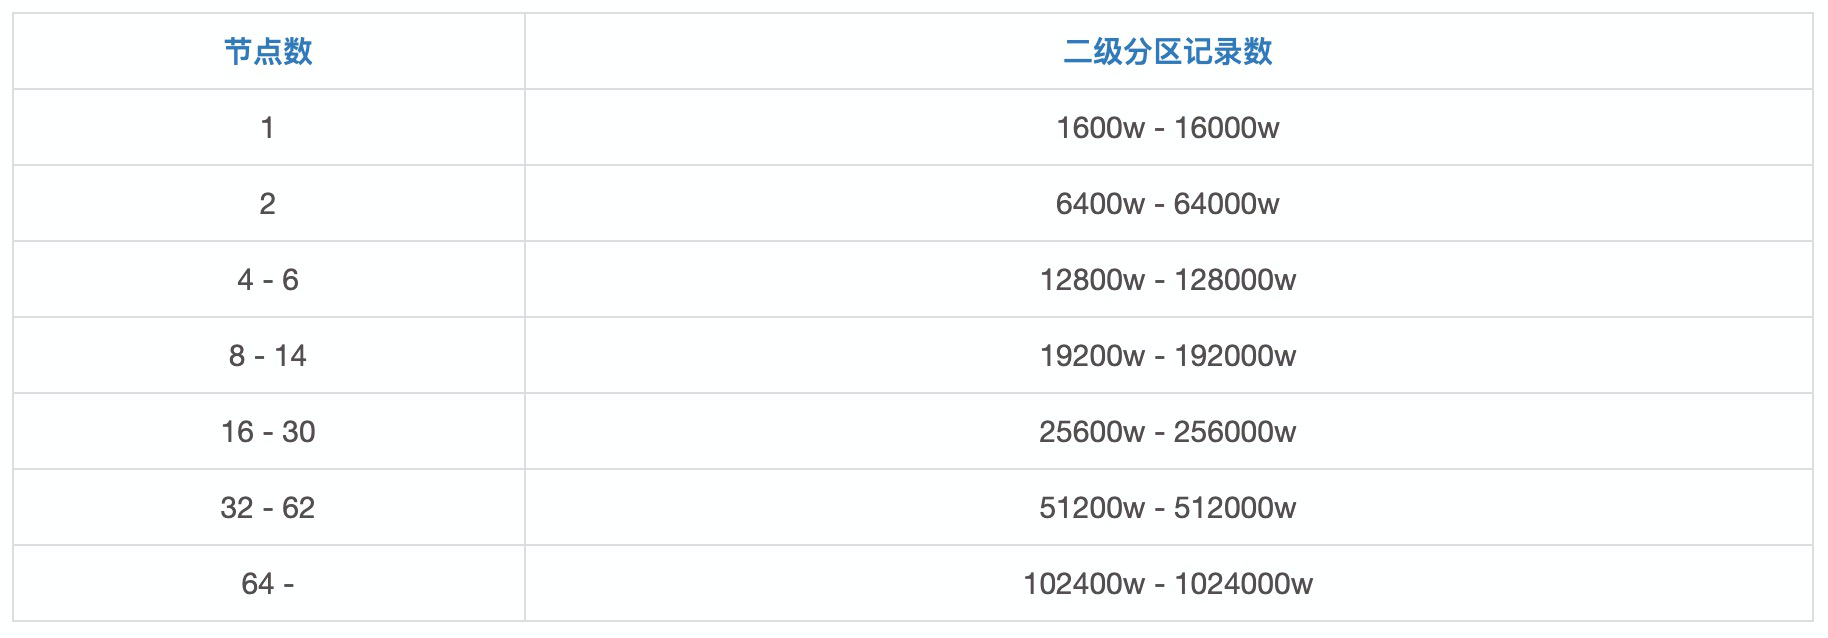 节点数 二级分区记录数
1 1600w - 16000w
2 6400w - 64000w
4 - 6 12800w - 128000w
8 - 14 19200w - 192000w
16 - 30 25600w - 256000w
32 - 62 51200w - 512000w
64 - 102400w - 1024000w